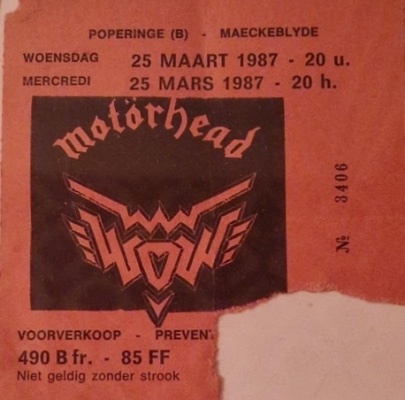 POPERINGE (B) - MAECKEBLYDE
WOENSDAG 25 MAART 1987 - 20 u.
MERCREDI 25 MARS 1987 - 20 h.
motörhead
WOW
Nº 3406
VOORVERKOOP - PREVEN
490 B fr. - 85 FF
Niet geldig zonder strook